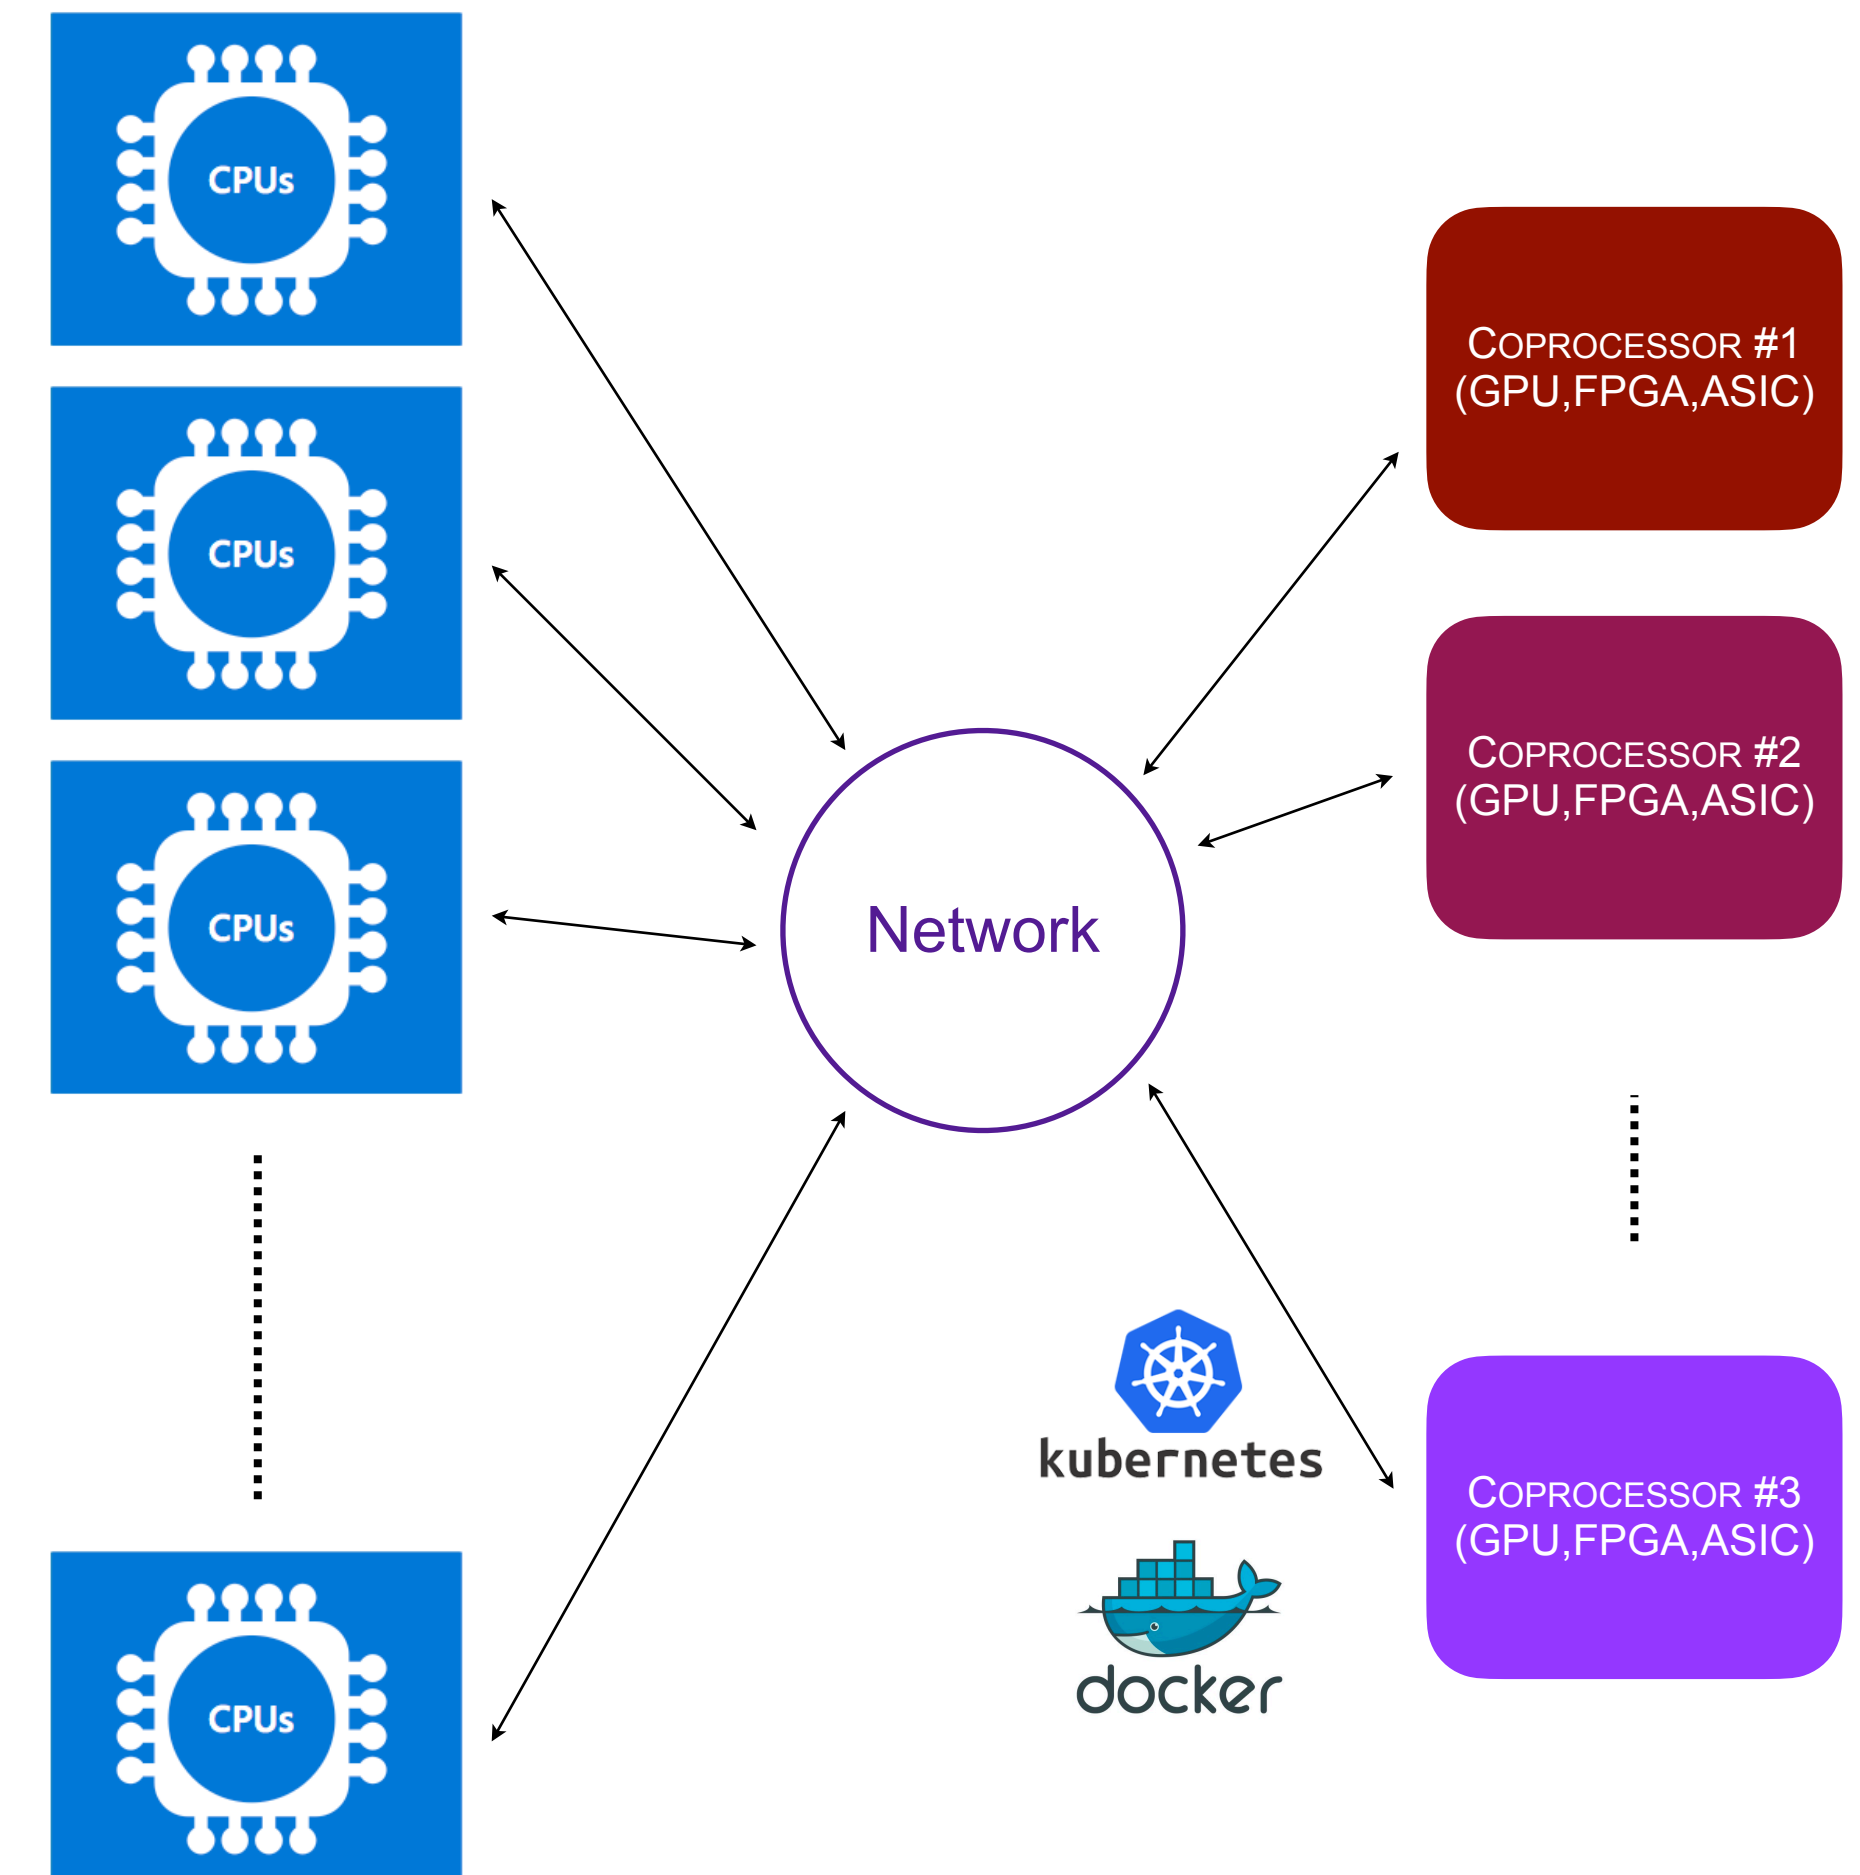 CPUs
CPUs
CPUs
CPUs
Network
COPROCESSOR #1
(GPU,FPGA,ASIC)
COPROCESSOR #2
(GPU,FPGA,ASIC)
kubernetes
docker
COPROCESSOR #3
(GPU,FPGA,ASIC)